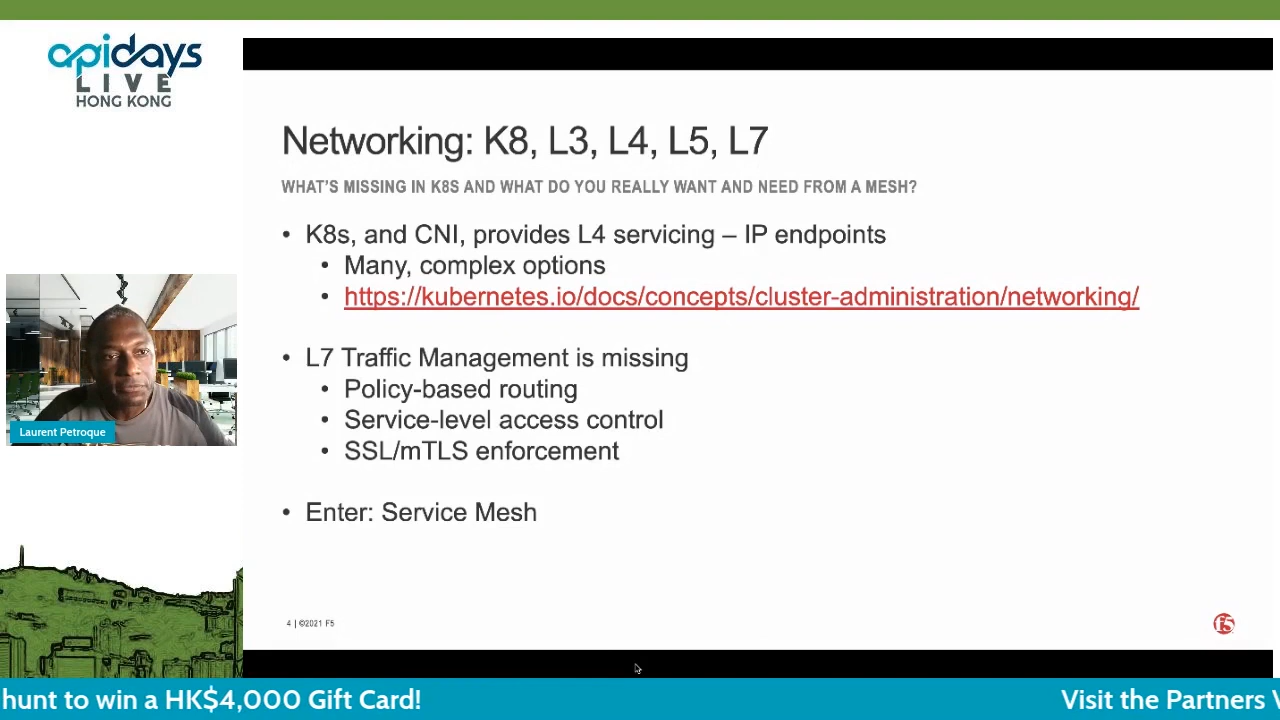 apidays
LIVE
HONG KONG
Networking: K8, L3, L4, L5, L7
WHAT'S MISSING IN K8S AND WHAT DO YOU REALLY WANT AND NEED FROM A MESH?
• K8s, and CNI, provides L4 servicing – IP endpoints
• Many, complex options
• https://kubernetes.io/docs/concepts/cluster-administration/networking/
• L7 Traffic Management is missing
• Policy-based routing
• Service-level access control
• SSL/mTLS enforcement
• Enter: Service Mesh
Laurent Petroque
4 | ©2021 F5
f5
hunt to win a HK$4,000 Gift Card!
Visit the Partners V